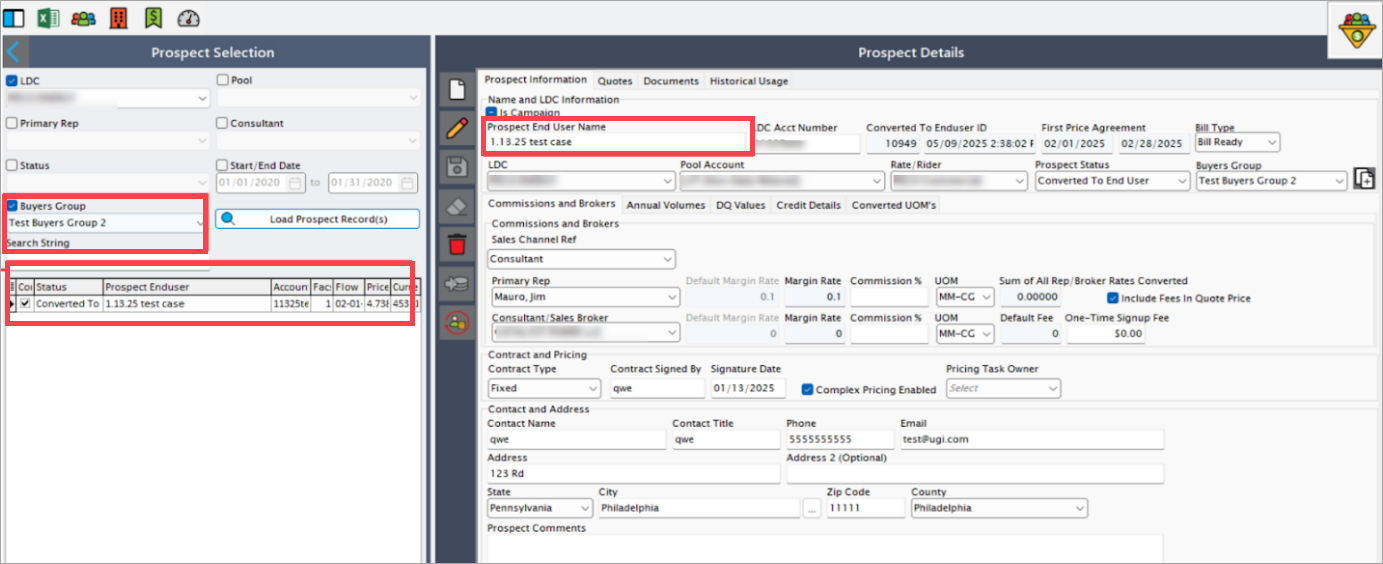 Prospect Selection
LDC
Pool
Primary Rep
Consultant
Status
Start/End Date
01/01/2020 to 01/31/2020
Buyers Group
Test Buyers Group 2
Load Prospect Record(s)
Search String
Status Prospect Enduser Accoun Fac Flow Price Curre
Converted To 1.13.25 test case 11325te 1 02-01- 4.738
Prospect Details
Prospect Information Quotes Documents Historical Usage
Name and LDC Information
Is Campaign
Prospect End User Name
LDC Acct Number Converted To Enduser ID First Price Agreement Bill Type
1.13.25 test case
10949 05/09/2025 2:38:02 02/01/2025 02/28/2025 Bill Ready
LDC Pool Account Rate/Rider Prospect Status Buyers Group
Converted To End User Test Buyers Group 2
Commissions and Brokers Annual Volumes DQ Values Credit Details Converted UOM's
Commissions and Brokers
Sales Channel Ref
Consultant
Primary Rep Default Margin Rate Margin Rate Commission % UOM Sum of All Rep/Broker Rates Converted
Mauro, Jim 0.1 0.1 MM-CG 0.00000 Include Fees In Quote Price
Consultant/Sales Broker Default Margin Rate Margin Rate Commission % UOM Default Fee One-Time Signup Fee
0 0 MM-CG 0 $0.00
Contract and Pricing
Contract Type Contract Signed By Signature Date Pricing Task Owner
Fixed qwe 01/13/2025 Complex Pricing Enabled Select
Contact and Address
Contact Name Contact Title Phone Email
qwe qwe 5555555555 test@ugi.com
Address Address 2 (Optional)
123 Rd
State City Zip Code County
Pennsylvania Philadelphia ... 11111 Philadelphia
Prospect Comments